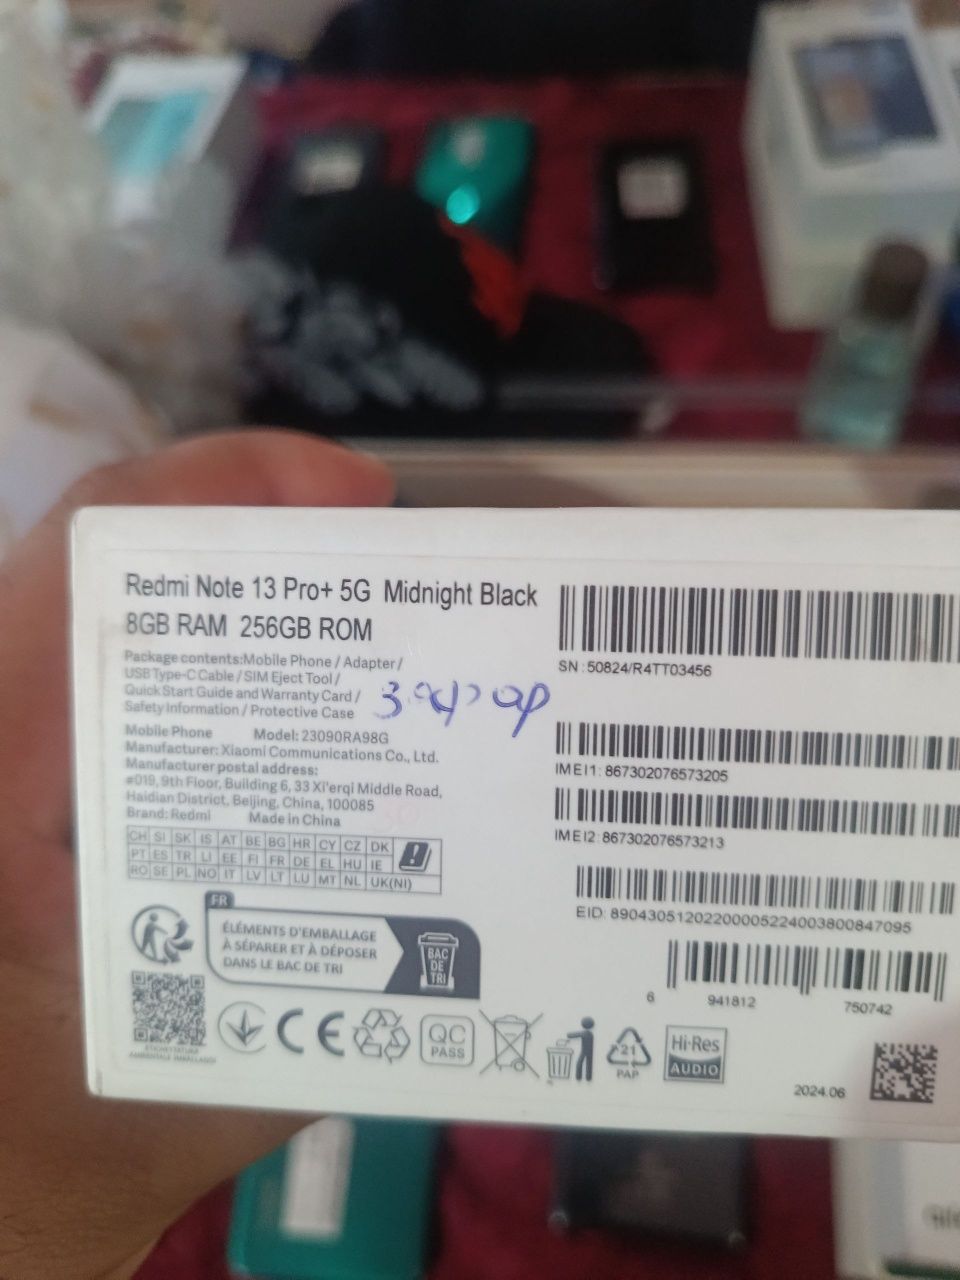 Redmi Note 13 Pro+ 5G Midnight Black
8GB RAM 256GB ROM
Package contents:Mobile Phone / Adapter /
USB Type-C Cable / SIM Eject Tool /
Quick Start Guide and Warranty Card /
Safety Information / Protective Case
Mobile Phone Model: 23090RA98G
Manufacturer: Xiaomi Communications Co., Ltd.
Manufacturer postal address:
#019, 9th Floor, Building 6, 33 Xi'erqi Middle Road,
Haidian District, Beijing, China, 100085
Brand: Redmi Made in China
CH SI SK IS AT BE BG HR CY CZ DK
PT ES TR LI EE FI FR DE EL HU IE
RO SE PL NO IT LV LT LU MT NL UK(NI)
FR
ÉLÉMENTS D'EMBALLAGE
À SÉPARER ET À DÉPOSER
DANS LE BAC DE TRI
BAC
DE
TRI
ETICHETTATURA
AMBIENTALE IMBALLAGGI
CE
QC
PASS
21
PAP
Hi-Res
AUDIO
SN: 50824/R4TT03456
IMEI1: 867302076573205
IMEI2: 867302076573213
EID: 89043051202200005224003800847095
6 941812 750742
2024.06